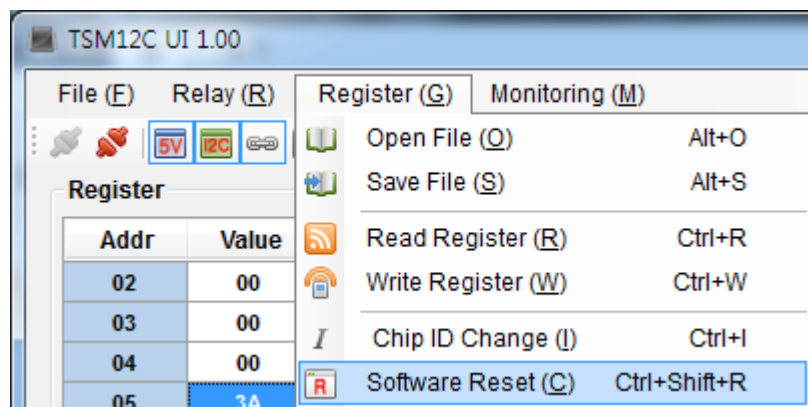 TSM12C UI 1.00
File (F) Relay (R) Register (G) Monitoring (M)
5V I2C
Open File (O) Alt+O
Save File (S) Alt+S
Register
Addr Value
Read Register (R) Ctrl+R
02 00
Write Register (W) Ctrl+W
03 00
I Chip ID Change (I) Ctrl+I
04 00
R Software Reset (C) Ctrl+Shift+R
05 3A